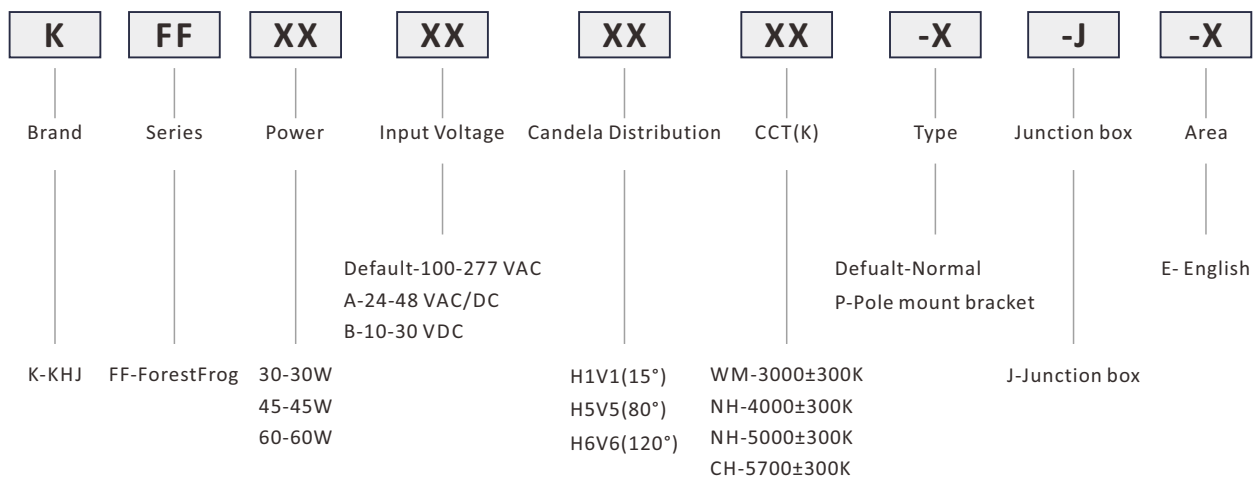 K FF XX XX XX XX -X -J -X
Brand Series Power Input Voltage Candela Distribution CCT(K) Type Junction box Area
Default-100-277 VAC Defualt-Normal E- English
A-24-48 VAC/DC P-Pole mount bracket
B-10-30 VDC
K-KHJ FF-ForestFrog 30-30W H1V1(15°) WM-3000±300K J-Junction box
45-45W H5V5(80°) NH-4000±300K
60-60W H6V6(120°) NH-5000±300K
CH-5700±300K